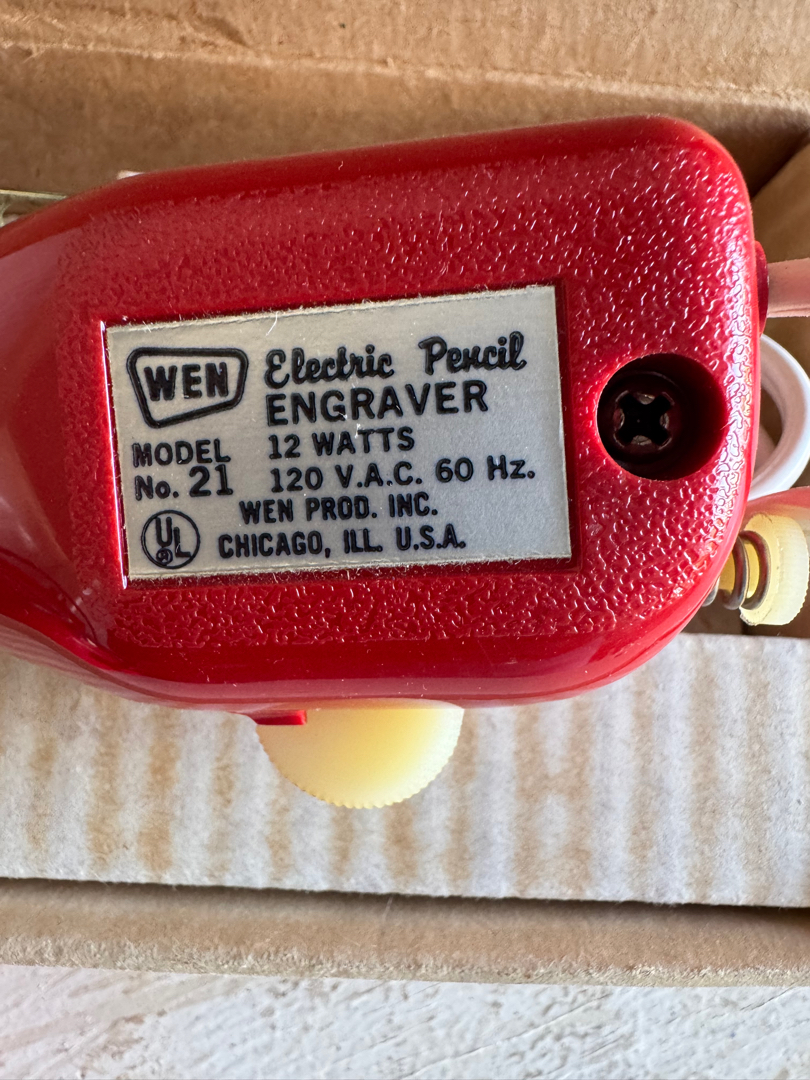 WEN Electric Pencil
ENGRAVER
MODEL 12 WATTS
No. 21 120 V.A.C. 60 Hz.
WEN PROD. INC.
UL CHICAGO, ILL. U.S.A.